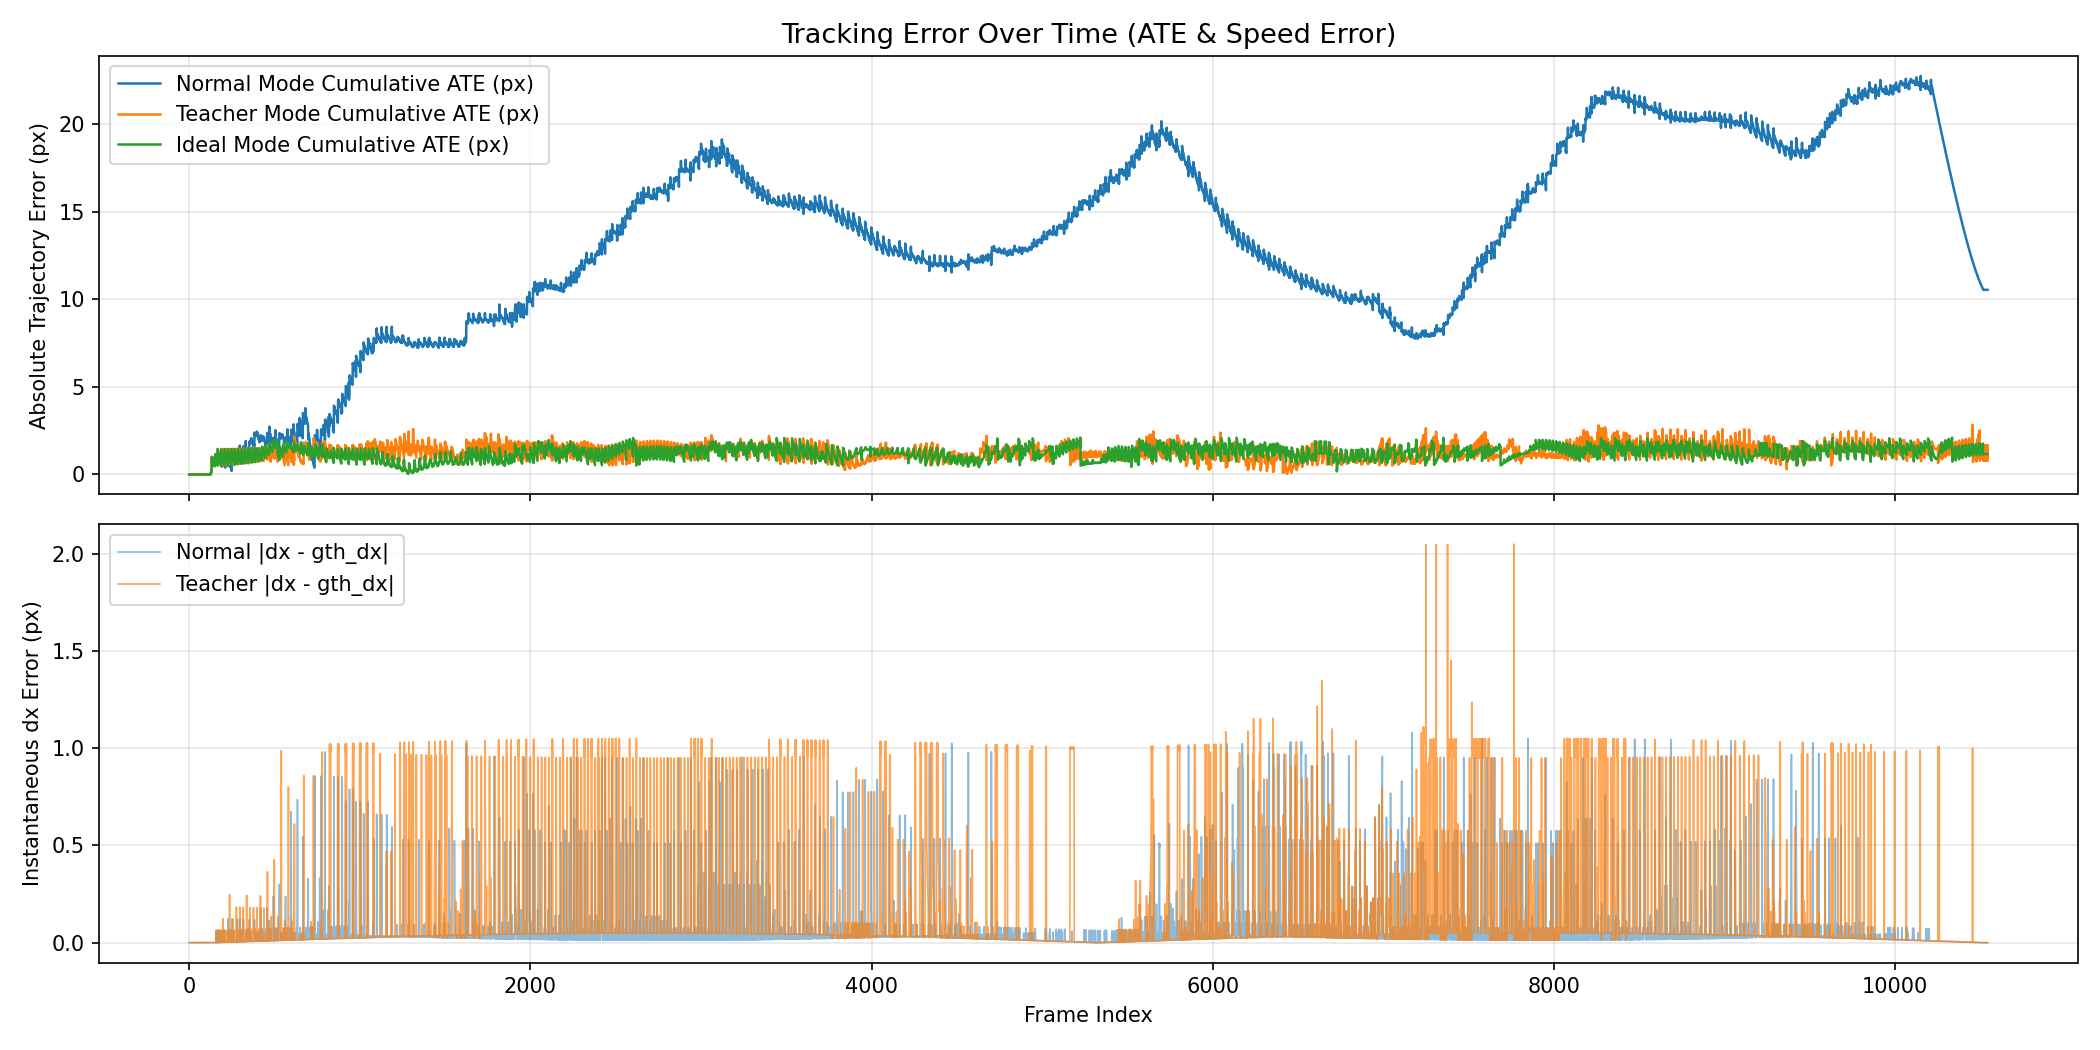 Tracking Error Over Time (ATE & Speed Error)
Normal Mode Cumulative ATE (px)
Teacher Mode Cumulative ATE (px)
Ideal Mode Cumulative ATE (px)
Absolute Trajectory Error (px)
20
15
10
5
0
Normal |dx - gth_dx|
Teacher |dx - gth_dx|
Instantaneous dx Error (px)
2.0
1.5
1.0
0.5
0.0
0 2000 4000 6000 8000 10000
Frame Index